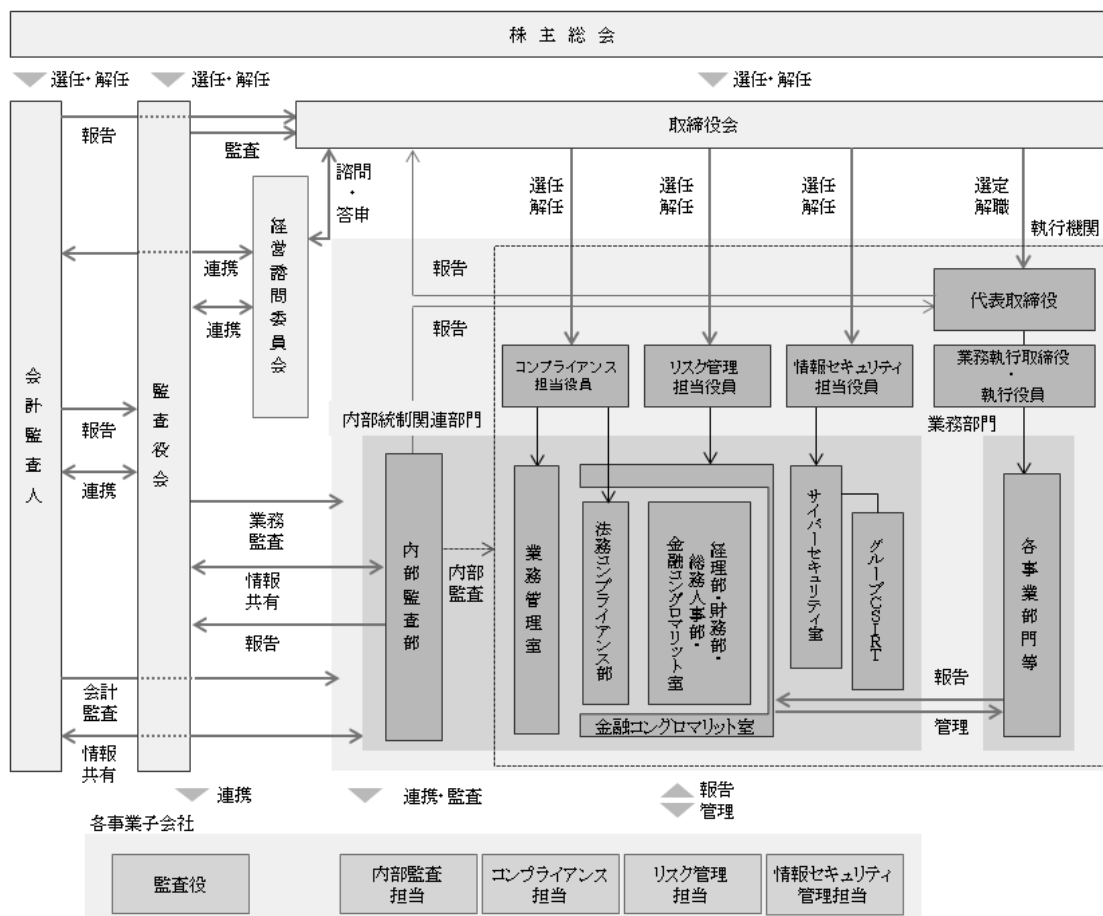 株主総会
選任・解任
選任・解任
選任・解任
取締役会
報告
監査
諮問
・
答申
選任
解任
選任
解任
選任
解任
選定
解職
執行機関
経営諮問委員会
連携
連携
報告
報告
代表取締役
コンプライアンス
担当役員
リスク管理
担当役員
情報セキュリティ
担当役員
業務執行取締役
・
執行役員
会計監査人
監査役会
報告
連携
内部統制関連部門
業務部門
業務
監査
情報
共有
報告
会計
監査
情報
共有
内部監査部
内部
監査
業務管理室
法務コンプライアンス部
経理部・財務部・
総務人事部・
金融コングロマリット室
サイバーセキュリティ室
グループCSIRT
各事業部門等
金融コングロマリット室
報告
管理
連携
連携・監査
報告
管理
各事業子会社
監査役
内部監査
担当
コンプライアンス
担当
リスク管理
担当
情報セキュリティ
管理担当